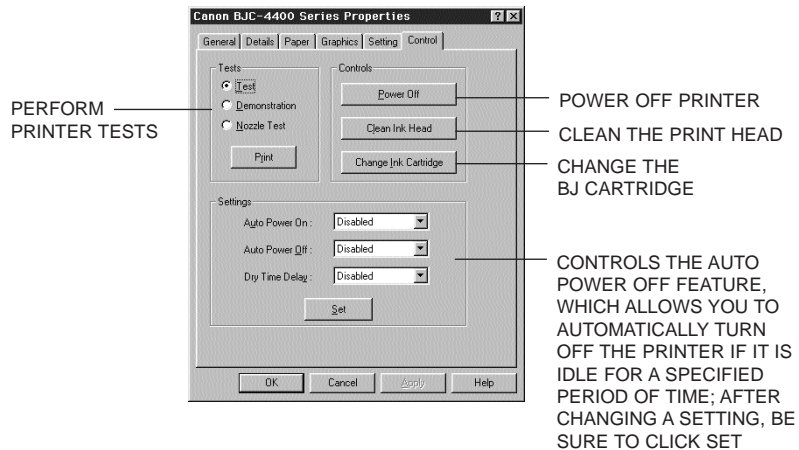 Canon BJC-4400 Series Properties
General Details Paper Graphics Setting Control
Tests
Test
Demonstration
Nozzle Test
Print
Controls
Power Off
Clean Ink Head
Change Ink Cartridge
Settings
Auto Power On : Disabled
Auto Power Off : Disabled
Dry Time Delay : Disabled
Set
OK Cancel Apply Help
PERFORM
PRINTER TESTS
POWER OFF PRINTER
CLEAN THE PRINT HEAD
CHANGE THE
BJ CARTRIDGE
CONTROLS THE AUTO
POWER OFF FEATURE,
WHICH ALLOWS YOU TO
AUTOMATICALLY TURN
OFF THE PRINTER IF IT IS
IDLE FOR A SPECIFIED
PERIOD OF TIME; AFTER
CHANGING A SETTING, BE
SURE TO CLICK SET